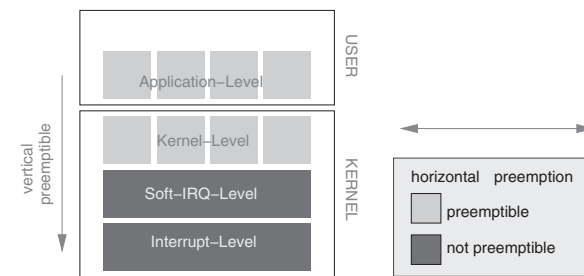 USER
Application-Level
vertical
preemptible
Kernel-Level
KERNEL
Soft-IRQ-Level
Interrupt-Level
horizontal preemption
preemptible
not preemptible